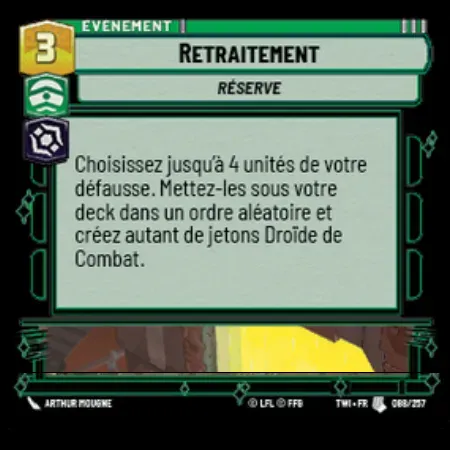 ÉVÉNEMENT
3
RETRAITEMENT
RÉSERVE
Choisissez jusqu'à 4 unités de votre
défausse. Mettez-les sous votre
deck dans un ordre aléatoire et
créez autant de jetons Droïde de
Combat.
ARTHUR MOUGNE
© LFL © FFG
TWI • FR
088/257